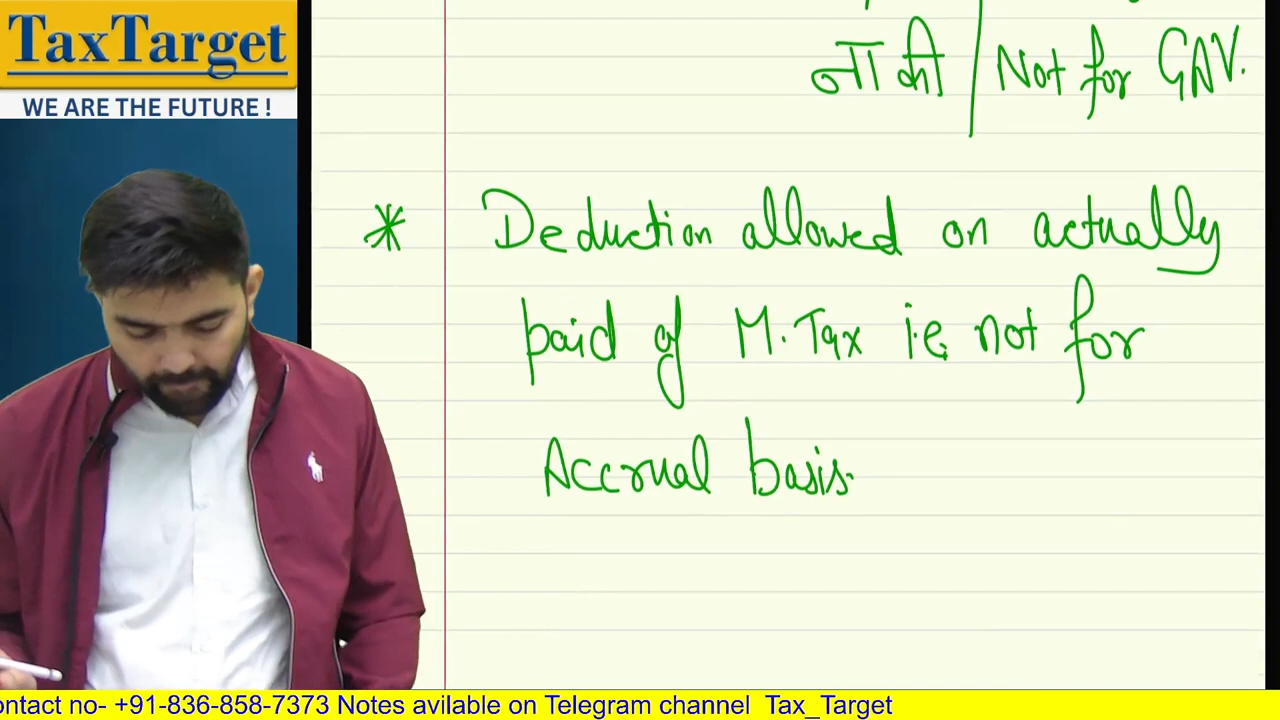 TaxTarget
WE ARE THE FUTURE !
ना की / Not for GAV.
* Deduction allowed on actually
paid of M. Tax i.e. not for
Accrual basis.
ontact no- +91-836-858-7373 Notes avilable on Telegram channel Tax_Target